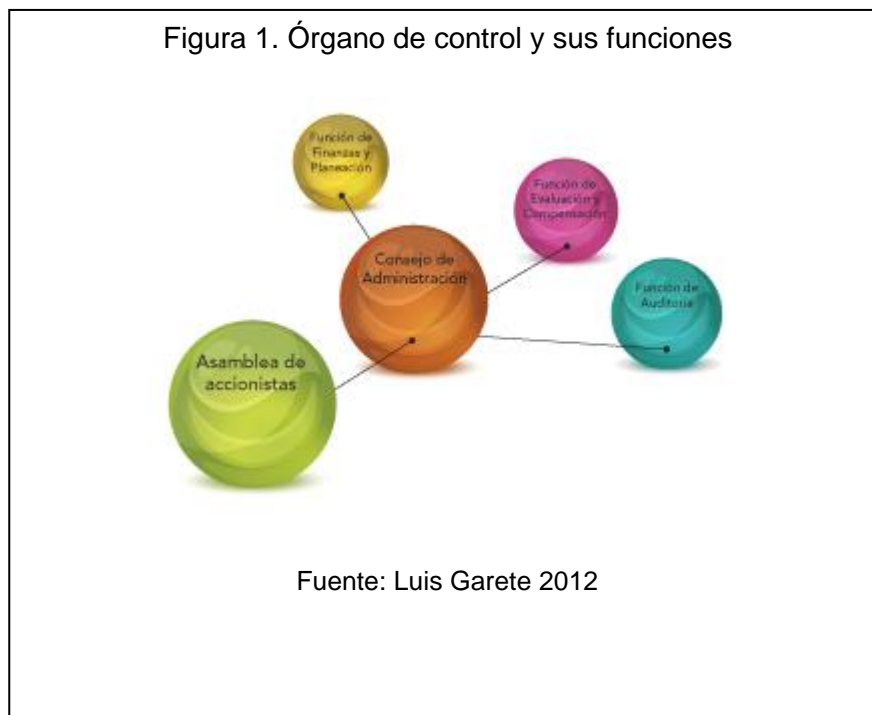 Figura 1. Órgano de control y sus funciones
Función de
Finanzas y
Planeación
Función de
Evaluación y
Compensación
Consejo de
Administración
Función de
Auditoría
Asamblea de
accionistas
Fuente: Luis Garete 2012